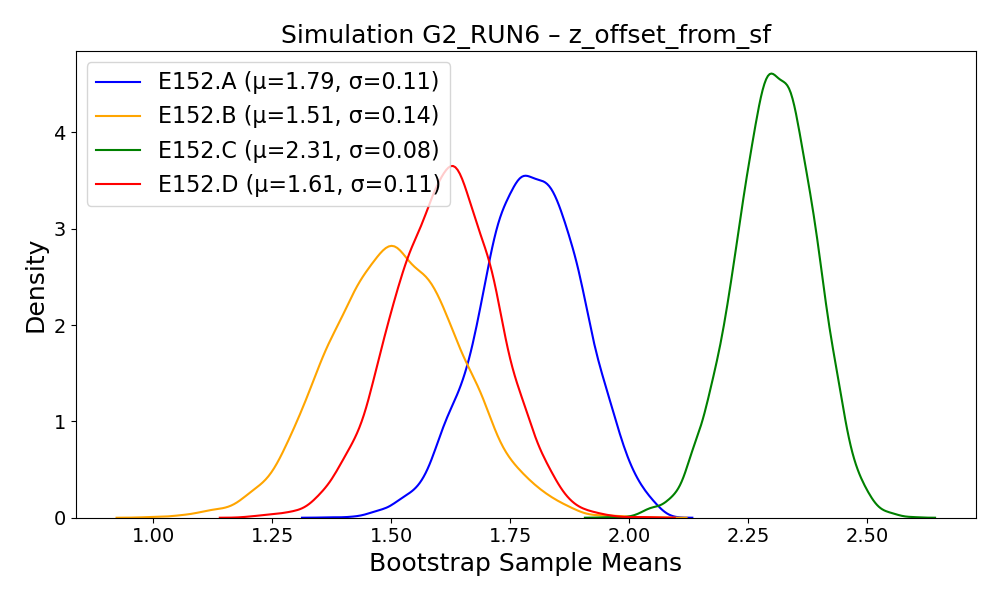 Simulation G2_RUN6 – z_offset_from_sf
E152.A (μ=1.79, σ=0.11)
E152.B (μ=1.51, σ=0.14)
E152.C (μ=2.31, σ=0.08)
E152.D (μ=1.61, σ=0.11)
Density
4
3
2
1
0
1.00 1.25 1.50 1.75 2.00 2.25 2.50
Bootstrap Sample Means